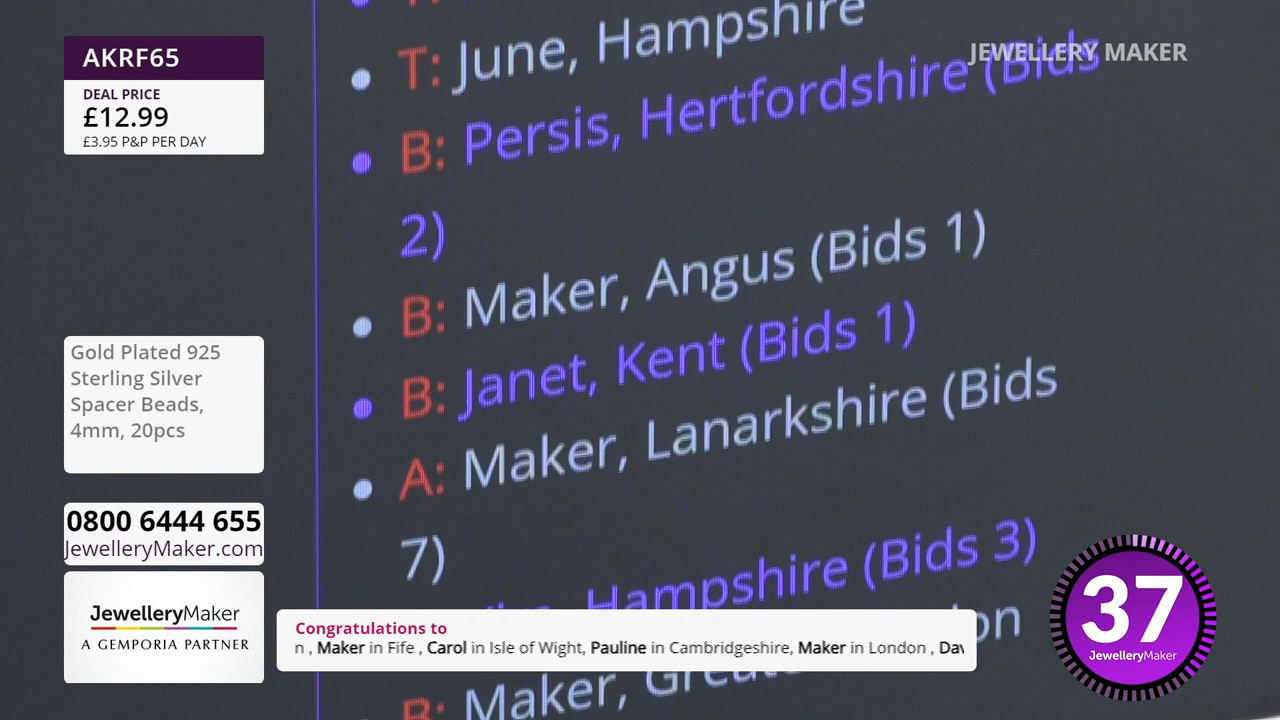 AKRF65
DEAL PRICE
£12.99
£3.95 P&P PER DAY
JEWELLERY MAKER
T: June, Hampshire
B: Persis, Hertfordshire (Bids
2)
B: Maker, Angus (Bids 1)
B: Janet, Kent (Bids 1)
A: Maker, Lanarkshire (Bids
7)
Hampshire (Bids 3)
B: Maker,
Gold Plated 925
Sterling Silver
Spacer Beads,
4mm, 20pcs
0800 6444 655
JewelleryMaker.com
JewelleryMaker
A GEMPORIA PARTNER
Congratulations to
n , Maker in Fife , Carol in Isle of Wight, Pauline in Cambridgeshire, Maker in London , Dav
37
JewelleryMaker